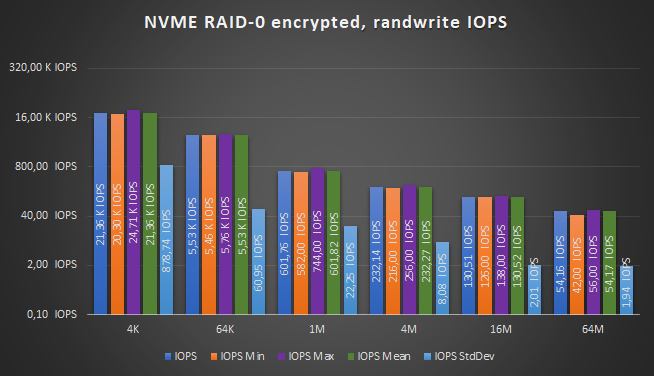 NVME RAID-0 encrypted, randwrite IOPS
320,00 K IOPS
16,00 K IOPS
800,00 IOPS
40,00 IOPS
2,00 IOPS
0,10 IOPS
21,36 K IOPS
20,30 K IOPS
24,71 K IOPS
21,36 K IOPS
878,74 IOPS
5,53 K IOPS
5,46 K IOPS
5,76 K IOPS
5,53 K IOPS
60,95 IOPS
601,76 IOPS
582,00 IOPS
744,00 IOPS
601,82 IOPS
22,25 IOPS
232,14 IOPS
216,00 IOPS
256,00 IOPS
232,27 IOPS
8,08 IOPS
130,51 IOPS
126,00 IOPS
138,00 IOPS
130,52 IOPS
2,01 IOPS
54,16 IOPS
42,00 IOPS
56,00 IOPS
54,17 IOPS
1,94 IOPS
4K
64K
1M
4M
16M
64M
IOPS
IOPS Min
IOPS Max
IOPS Mean
IOPS StdDev